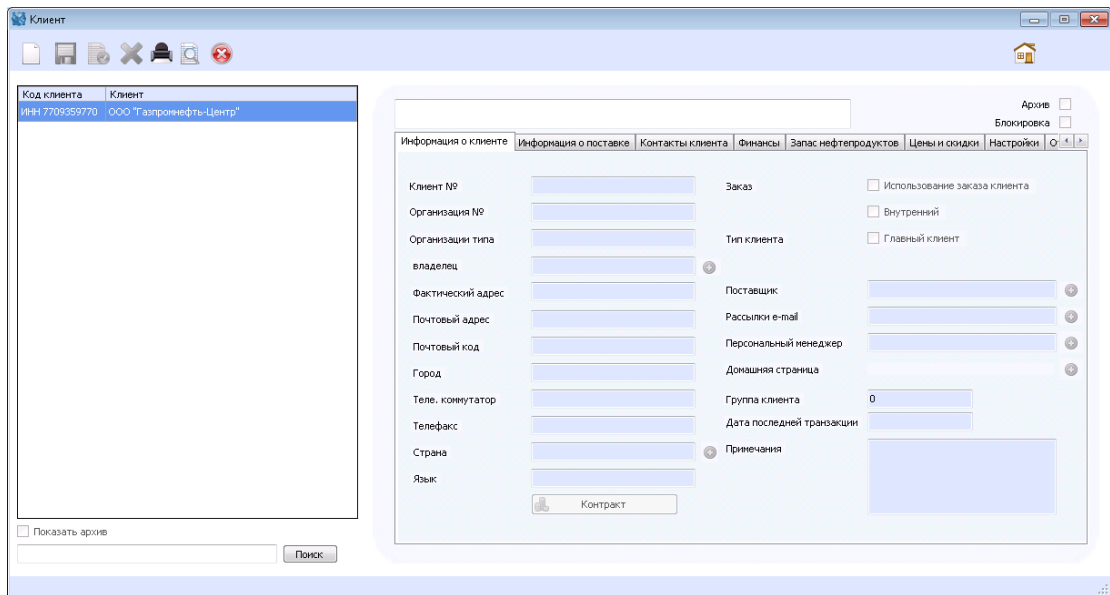 Клиент
Код клиента Клиент
ИНН 7709359770 ООО "Газпромнефть-Центр"
Архив
Блокировка
Информация о клиенте Информация о поставке Контакты клиента Финансы Запас нефтепродуктов Цены и скидки Настройки О
Клиент № Заказ Использование заказа клиента
Организация № Внутренний
Организации типа Тип клиента Главный клиент
владелец
Фактический адрес Поставщик
Почтовый адрес Рассылки e-mail
Почтовый код Персональный менеджер
Город Домашняя страница
Теле. коммутатор Группа клиента 0
Телефакс Дата последней транзакции
Страна Примечания
Язык
Контракт
Показать архив
Поиск